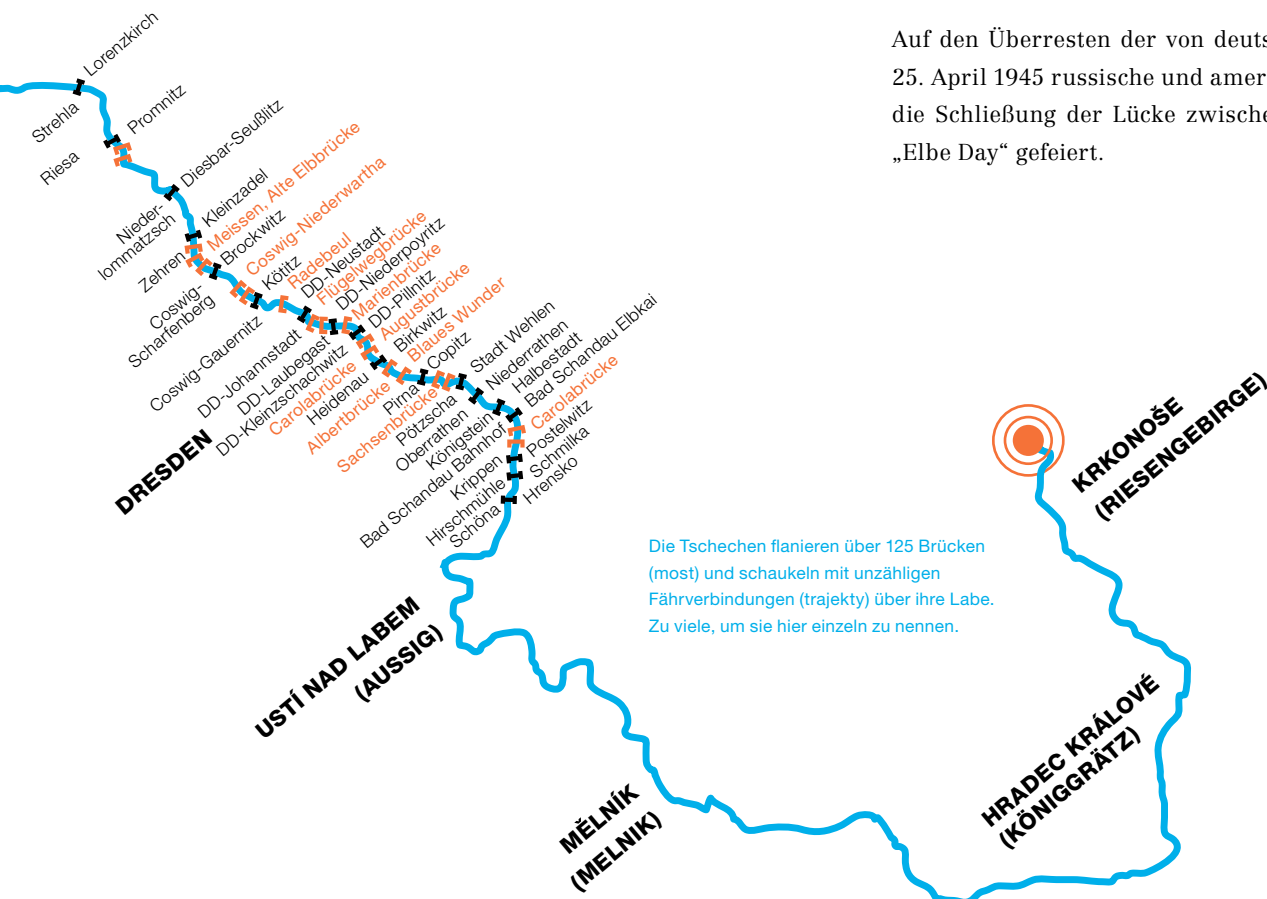 Auf den Überresten der von deuts
25. April 1945 russische und amer
die Schließung der Lücke zwische
„Elbe Day“ gefeiert.
Lorenzkirch
Strehla
Promnitz
Riesa
Diesbar-Seußlitz
Nieder-
lommatzsch
Kleinzadel
Meissen, Alte Elbbrücke
Zehren
Brockwitz
Coswig-Niederwartha
Coswig-
Scharfenberg
Kötitz
Radebeul
Coswig-Gauernitz
DD-Neustadt
Flügelwegbrücke
DD-Johannstadt
DD-Niederpoyritz
Marienbrücke
DD-Laubegast
DD-Pillnitz
DD-Kleinzschachwitz
Augustbrücke
Carolabrücke
Birkwitz
Heidenau
Blaues Wunder
Albertbrücke
Copitz
Pirna
Sachsenbrücke
Stadt Wehlen
Pötzscha
Niederrathen
Oberrathen
Halbestadt
Königstein
Bad Schandau Elbkai
Bad Schandau Bahnhof
Carolabrücke
Postelwitz
Krippen
Schmilka
Hirschmühle
Hrensko
Schöna
DRESDEN
KRKONOŠE
(RIESENGEBIRGE)
Die Tschechen flanieren über 125 Brücken
(most) und schaukeln mit unzähligen
Fährverbindungen (trajekty) über ihre Labe.
Zu viele, um sie hier einzeln zu nennen.
USTÍ NAD LABEM
(AUSSIG)
MĚLNÍK
(MELNIK)
HRADEC KRÁLOVÉ
(KÖNIGGRÄTZ)